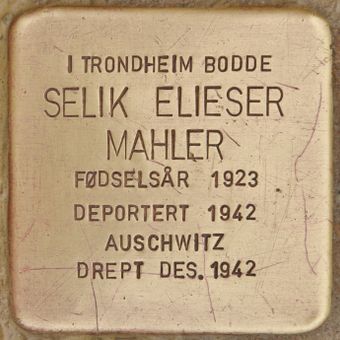 I TRONDHEIM BODDE
SELIK ELIESER
MAHLER
FØDSELSÅR 1923
DEPORTERT 1942
AUSCHWITZ
DREPT DES. 1942